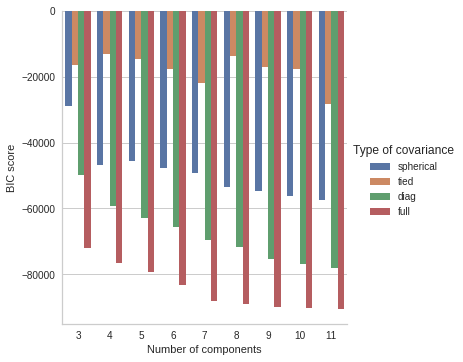 0
−20000
−40000
−60000
−80000
BIC score
3 4 5 6 7 8 9 10 11
Number of components
Type of covariance
spherical
tied
diag
full